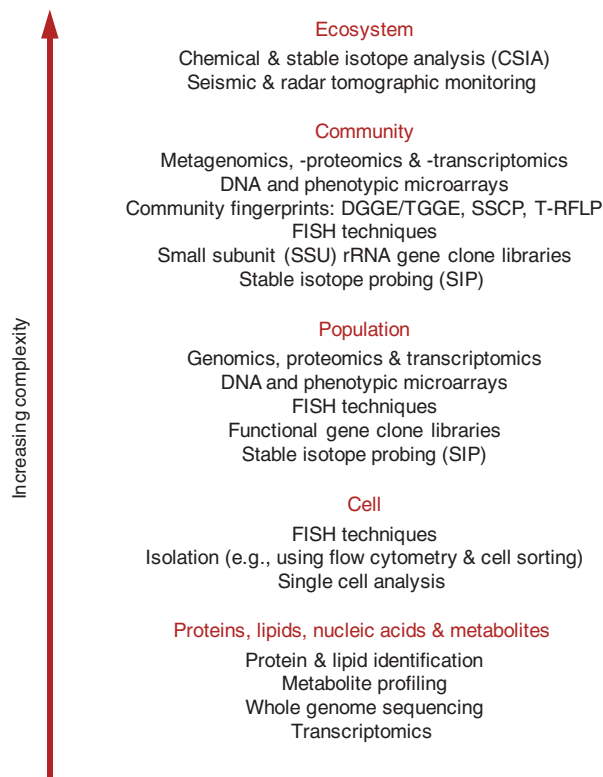 Ecosystem
Chemical & stable isotope analysis (CSIA)
Seismic & radar tomographic monitoring
Community
Metagenomics, -proteomics & -transcriptomics
DNA and phenotypic microarrays
Community fingerprints: DGGE/TGGE, SSCP, T-RFLP
FISH techniques
Small subunit (SSU) rRNA gene clone libraries
Stable isotope probing (SIP)
Population
Genomics, proteomics & transcriptomics
DNA and phenotypic microarrays
FISH techniques
Functional gene clone libraries
Stable isotope probing (SIP)
Cell
FISH techniques
Isolation (e.g., using flow cytometry & cell sorting)
Single cell analysis
Proteins, lipids, nucleic acids & metabolites
Protein & lipid identification
Metabolite profiling
Whole genome sequencing
Transcriptomics
Increasing complexity